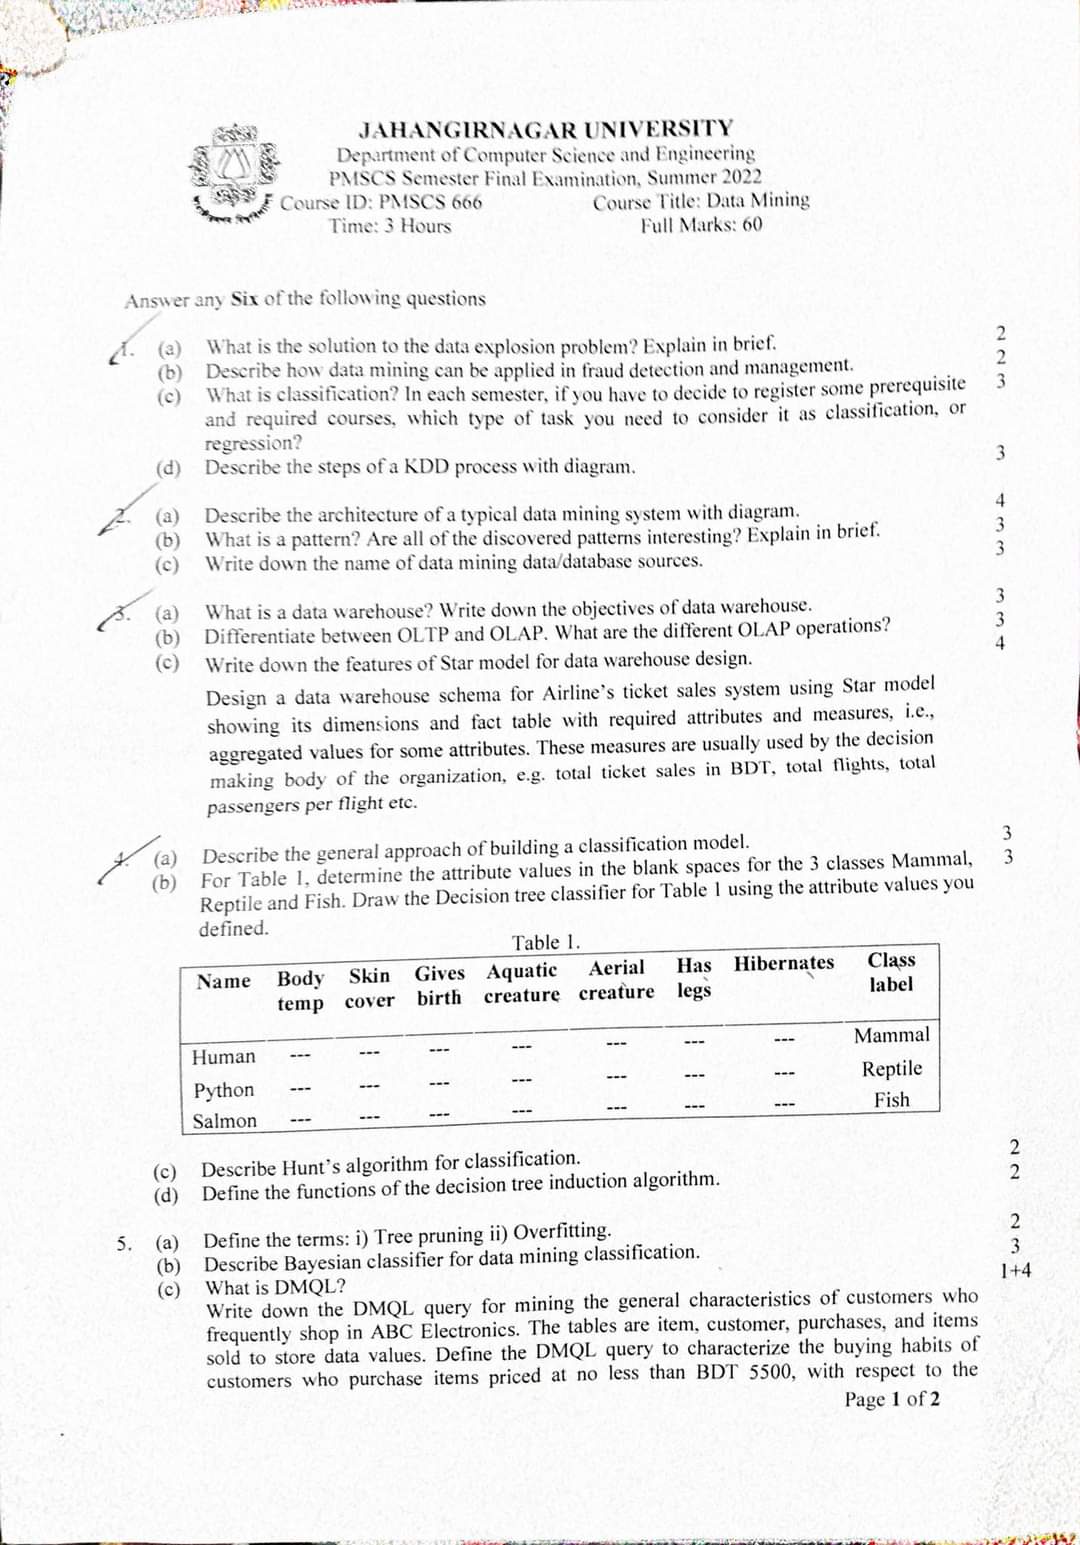 JAHANGIRNAGAR UNIVERSITY
Department of Computer Science and Engineering
PMSCS Semester Final Examination, Summer 2022
Course ID: PMSCS 666 Course Title: Data Mining
Time: 3 Hours Full Marks: 60
Answer any Six of the following questions
1. (a) What is the solution to the data explosion problem? Explain in brief. 2
(b) Describe how data mining can be applied in fraud detection and management. 2
(c) What is classification? In each semester, if you have to decide to register some prerequisite 3
and required courses, which type of task you need to consider it as classification, or
regression?
(d) Describe the steps of a KDD process with diagram. 3
2. (a) Describe the architecture of a typical data mining system with diagram. 4
(b) What is a pattern? Are all of the discovered patterns interesting? Explain in brief. 3
(c) Write down the name of data mining data/database sources. 3
3. (a) What is a data warehouse? Write down the objectives of data warehouse. 3
(b) Differentiate between OLTP and OLAP. What are the different OLAP operations? 3
(c) Write down the features of Star model for data warehouse design. 4
Design a data warehouse schema for Airline's ticket sales system using Star model
showing its dimensions and fact table with required attributes and measures, i.e.,
aggregated values for some attributes. These measures are usually used by the decision
making body of the organization, e.g. total ticket sales in BDT, total flights, total
passengers per flight etc.
4. (a) Describe the general approach of building a classification model. 3
(b) For Table 1, determine the attribute values in the blank spaces for the 3 classes Mammal, 3
Reptile and Fish. Draw the Decision tree classifier for Table 1 using the attribute values you
defined.
Table 1.
Name Body Skin Gives Aquatic Aerial Has Hibernates Class
temp cover birth creature creature legs label
Human --- --- --- --- --- --- --- Mammal
Python --- --- --- --- --- --- --- Reptile
Salmon --- --- --- --- --- --- --- Fish
(c) Describe Hunt's algorithm for classification. 2
(d) Define the functions of the decision tree induction algorithm. 2
5. (a) Define the terms: i) Tree pruning ii) Overfitting. 2
(b) Describe Bayesian classifier for data mining classification. 3
(c) What is DMQL? 1+4
Write down the DMQL query for mining the general characteristics of customers who
frequently shop in ABC Electronics. The tables are item, customer, purchases, and items
sold to store data values. Define the DMQL query to characterize the buying habits of
customers who purchase items priced at no less than BDT 5500, with respect to the
Page 1 of 2